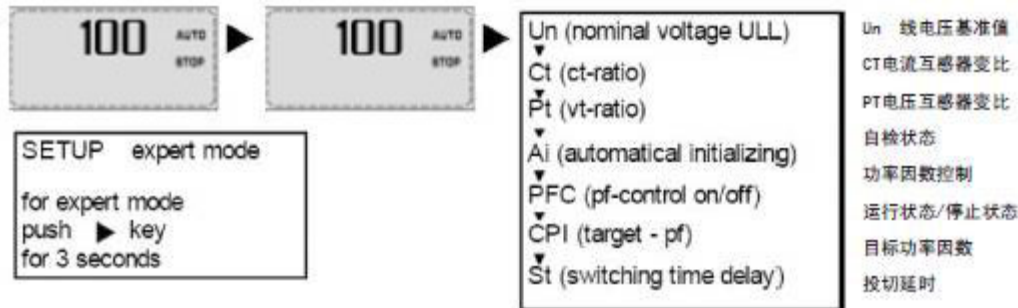 100 AUTO
STOP
100 AUTO
STOP
SETUP expert mode
for expert mode
push ▶ key
for 3 seconds
Un (nominal voltage ULL)
Ct (ct-ratio)
Pt (vt-ratio)
Ai (automatical initializing)
PFC (pf-control on/off)
CPI (target - pf)
St (switching time delay)
Un 线电压基准值
CT电流互感器变比
PT电压互感器变比
自检状态
功率因数控制
运行状态/停止状态
目标功率因数
投切延时